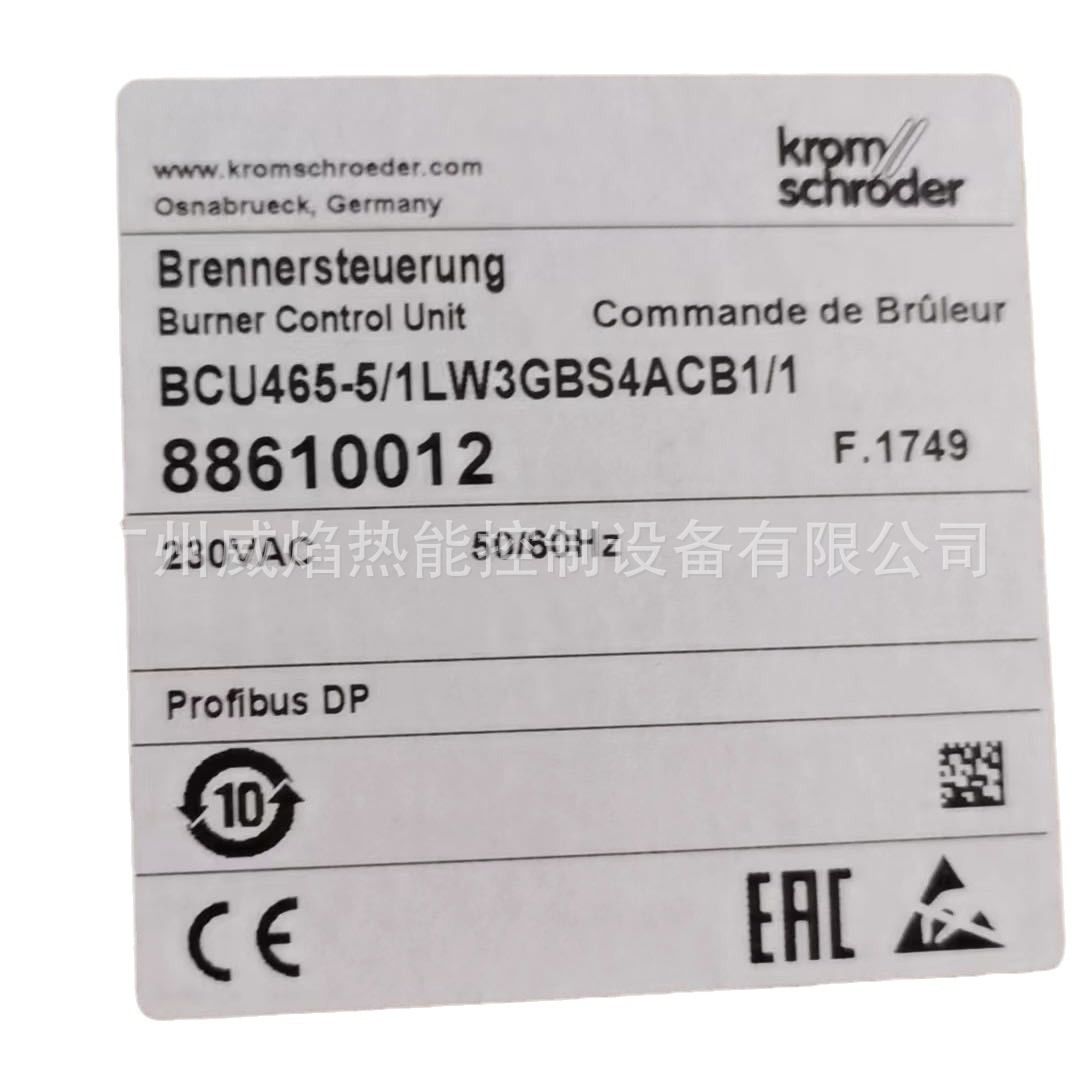 www.kromschroeder.com
Osnabrueck, Germany
krom
schröder
Brennersteuerung
Burner Control Unit
Commande de Brûleur
BCU465-5/1LW3GBS4ACB1/1
88610012
F.1749
230VAC
50/60Hz
广州威焰热能控制设备有限公司
Profibus DP
10
CE
EAC